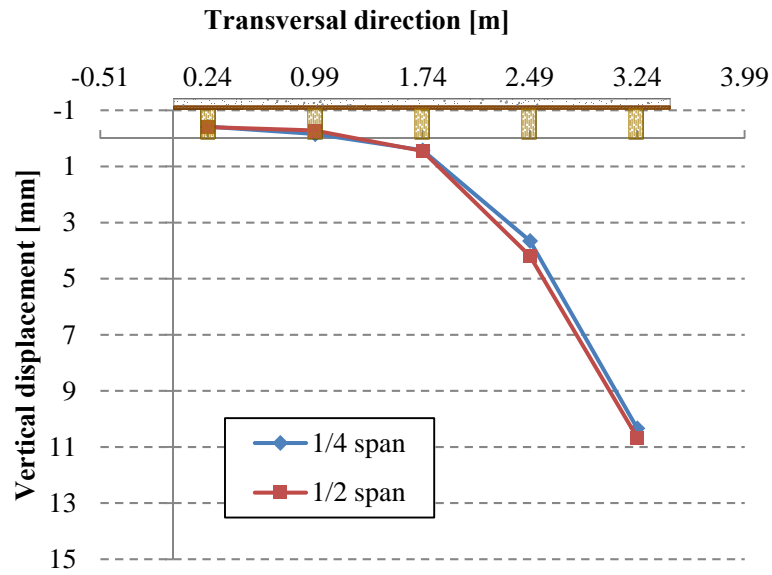 Transversal direction [m]
-0.51 0.24 0.99 1.74 2.49 3.24 3.99
-1
1
3
5
7
9
11
13
15
Vertical displacement [mm]
1/4 span
1/2 span